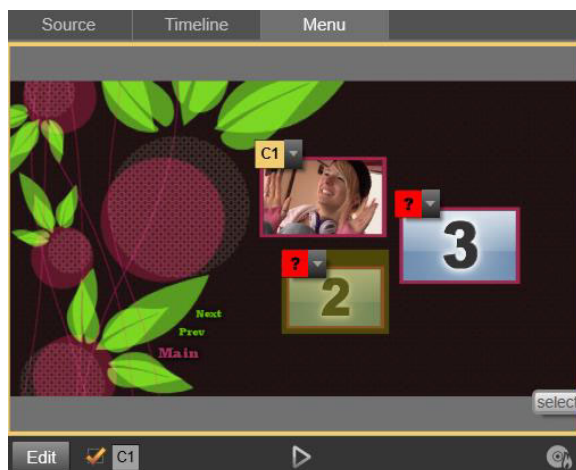 Source Timeline Menu
C1
?
3
?
2
Next
Prev
Main
select
Edit C1